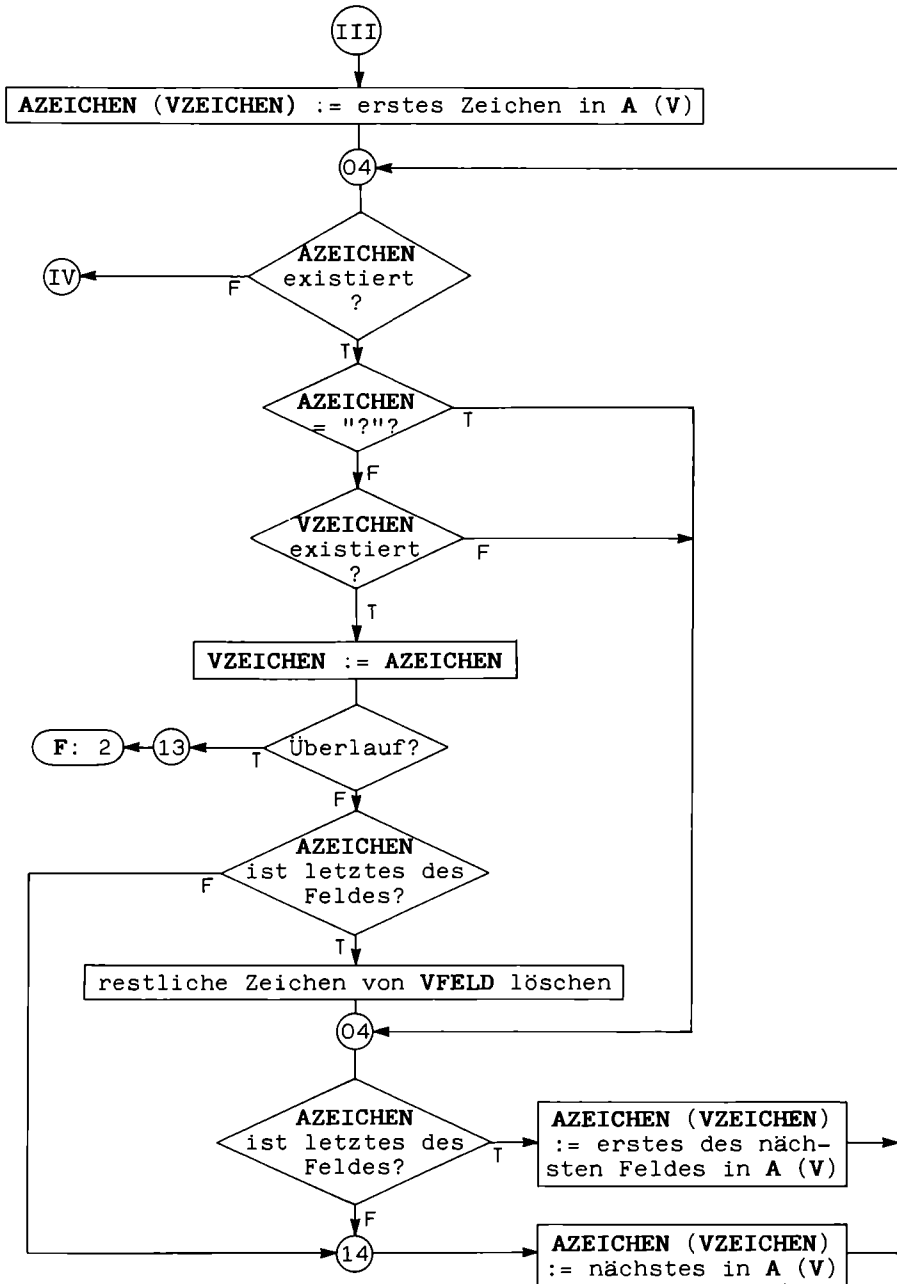 III
AZEICHEN (VZEICHEN) := erstes Zeichen in A (V)
04
AZEICHEN
existiert
?
F
IV
T
AZEICHEN
= "?"?
T
F
VZEICHEN
existiert
?
F
T
VZEICHEN := AZEICHEN
Überlauf?
T
13
F: 2
F
AZEICHEN
ist letztes des
Feldes?
F
T
restliche Zeichen von VFELD löschen
04
AZEICHEN
ist letztes des
Feldes?
T
AZEICHEN (VZEICHEN)
:= erstes des näch-
sten Feldes in A (V)
F
14
AZEICHEN (VZEICHEN)
:= nächstes in A (V)